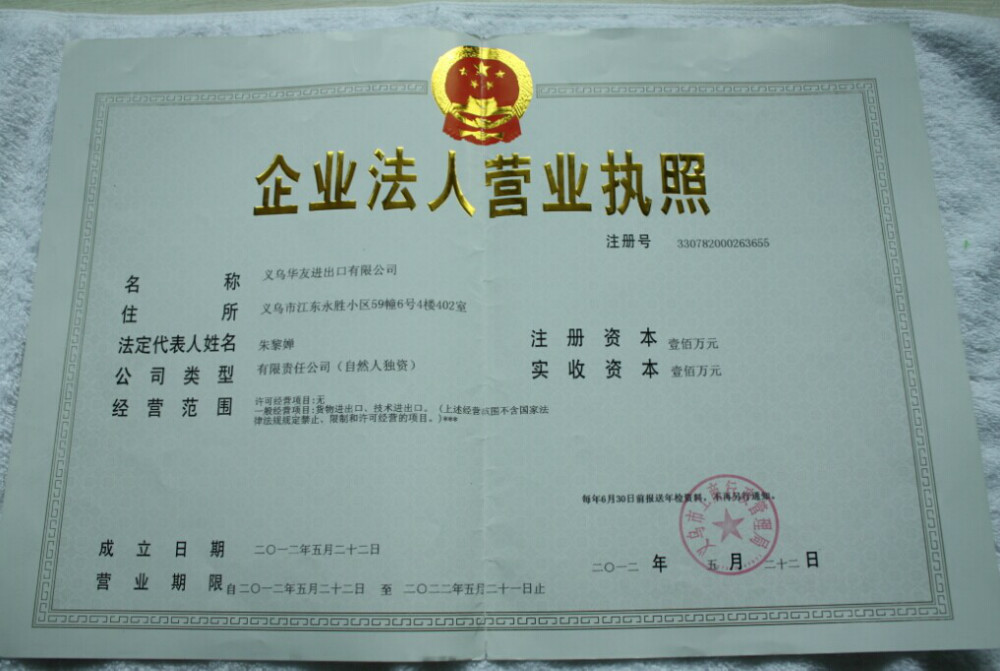 企业法人营业执照
注册号 330782000263655
名称 义乌华友进出口有限公司
住所 义乌市江东永胜小区59幢6号4楼402室
法定代表人姓名 朱黎婵
注册资本 壹佰万元
公司类型 有限责任公司（自然人独资）
实收资本 壹佰万元
经营范围 许可经营项目:无
一般经营项目:货物进出口、技术进出口。（上述经营范围不含国家法
律法规规定禁止、限制和许可经营的项目。）***
每年6月30日前报送年检资料，不再另行通知。
义乌市工商行政管理局
成立日期 二〇一二年五月二十二日
二〇一二 年 五 月 二十二 日
营业期限 自二〇一二年五月二十二日 至 二〇二二年五月二十一日止